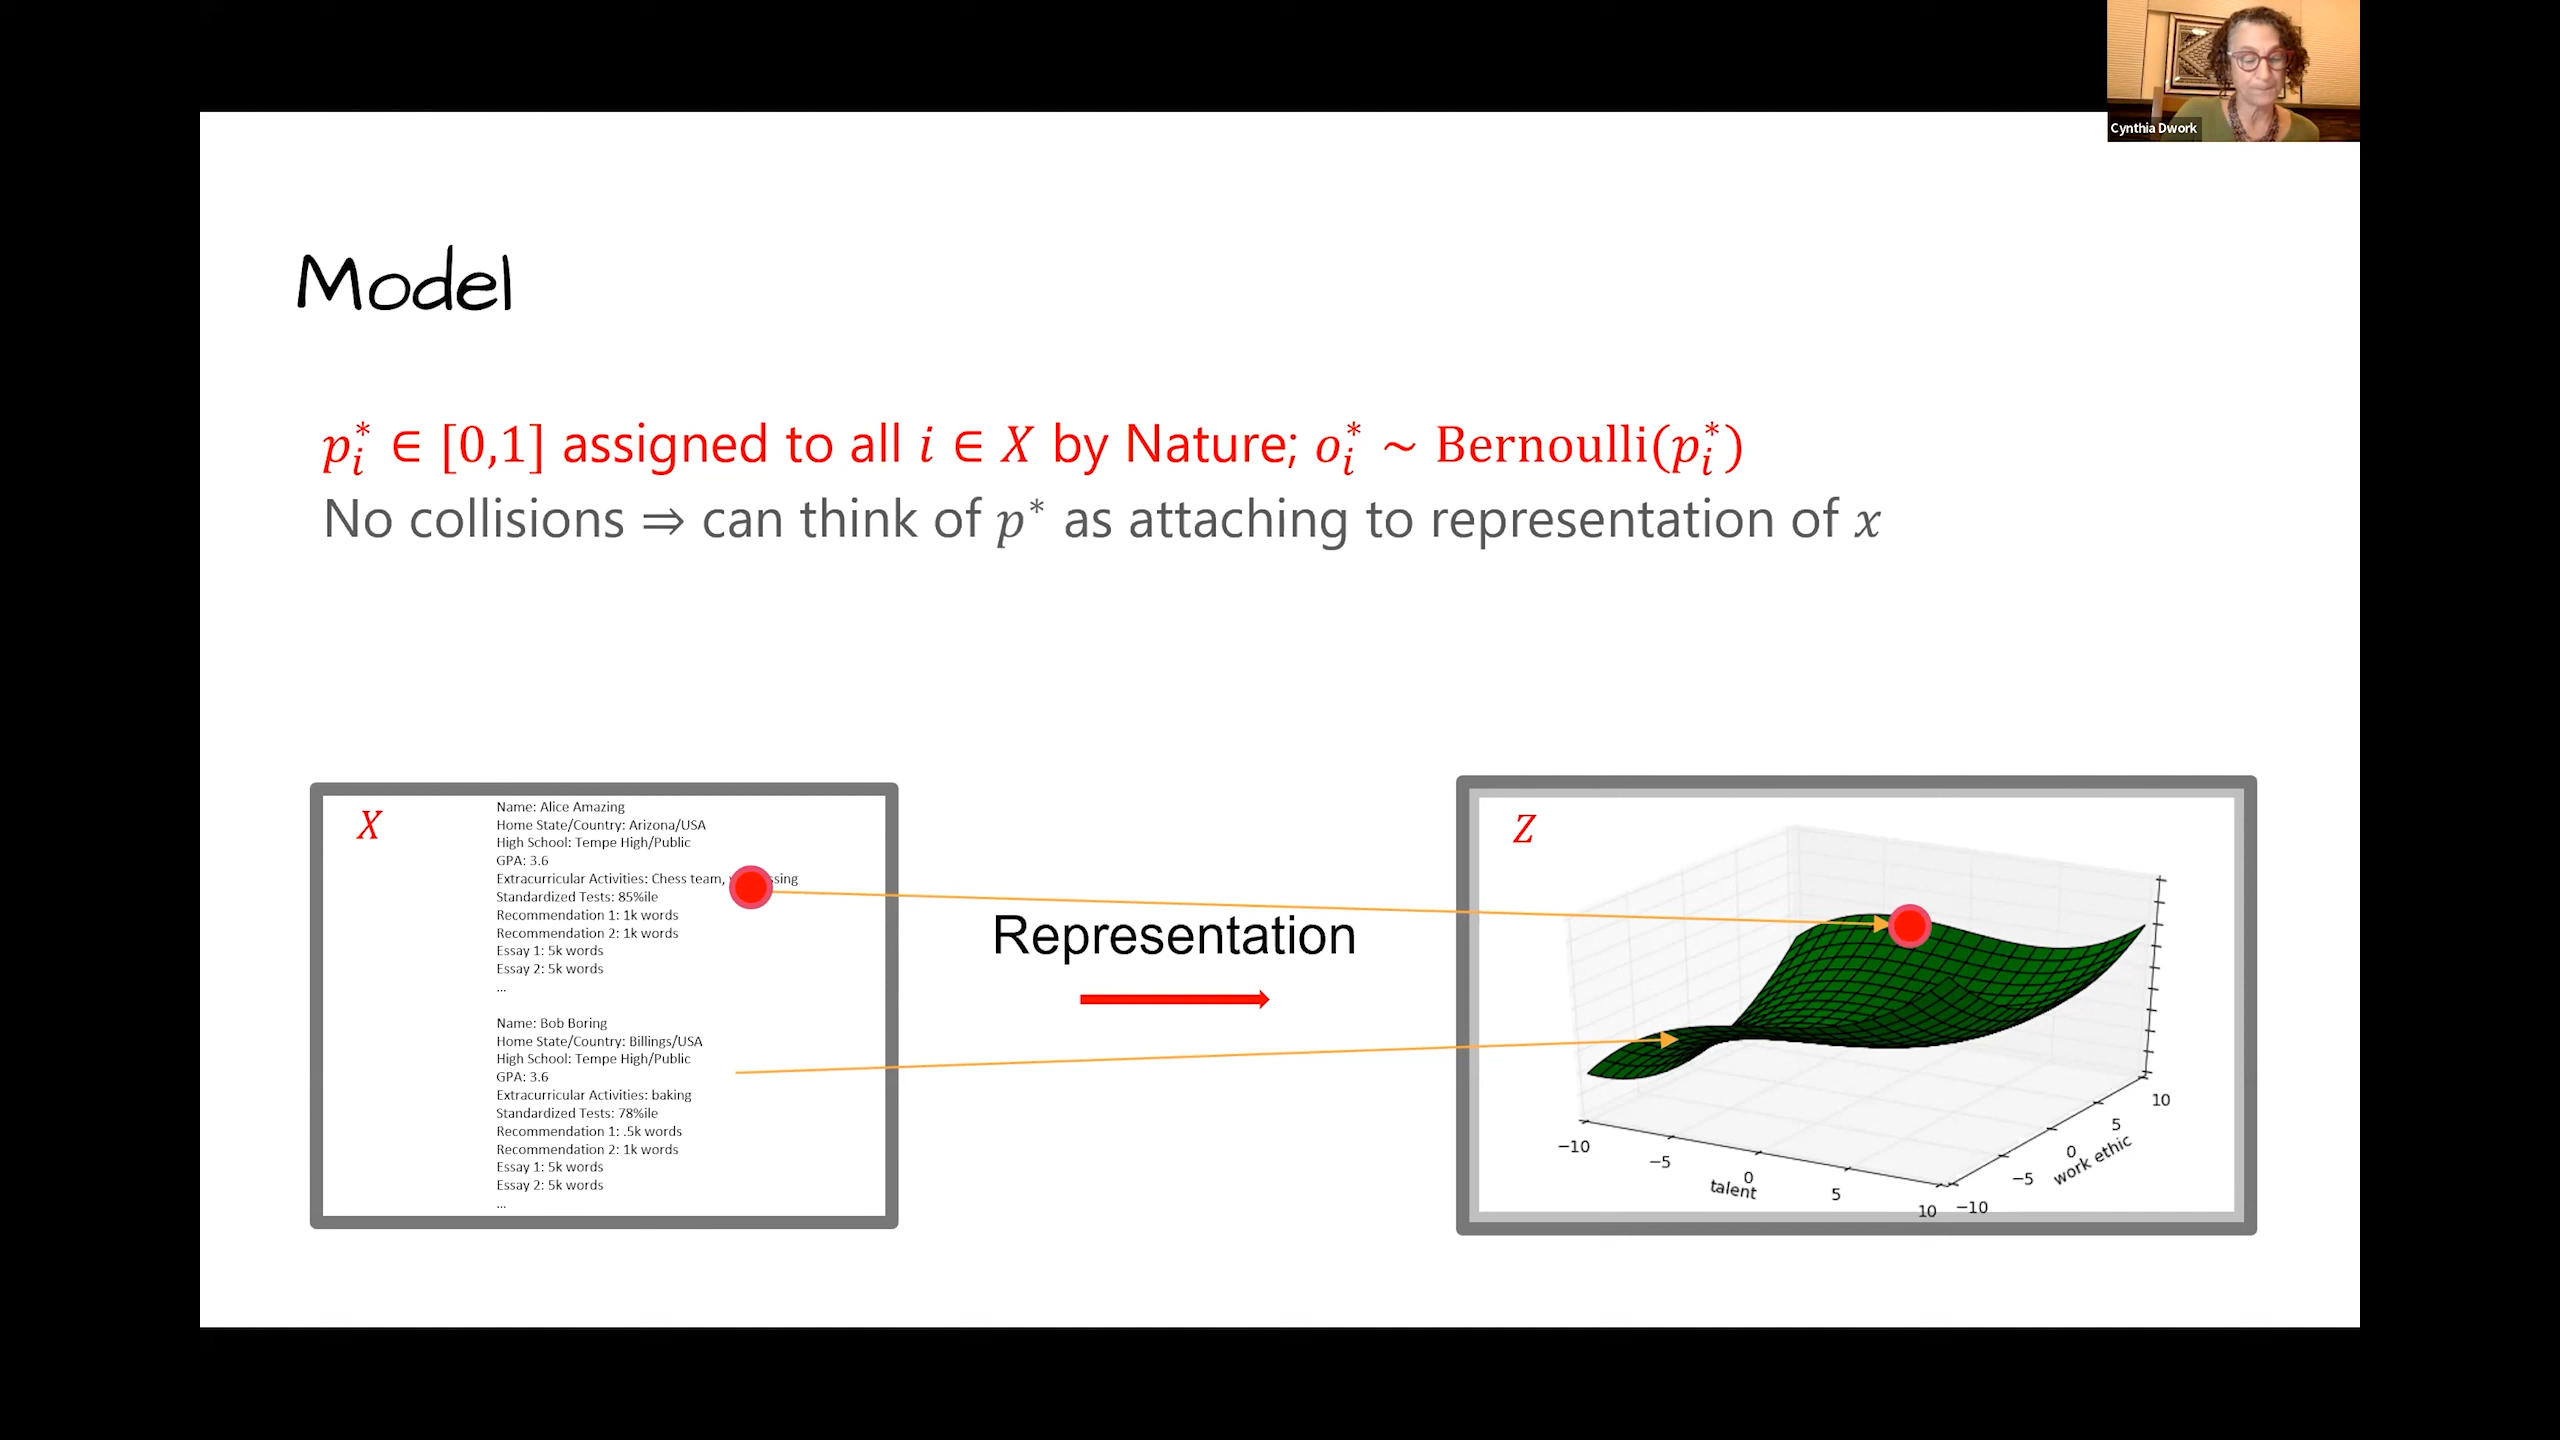 Cynthia Dwork
Model
p*i ∈ [0,1] assigned to all i ∈ X by Nature; o*i ~ Bernoulli(p*i)
No collisions ⇒ can think of p* as attaching to representation of x
X
Name: Alice Amazing
Home State/Country: Arizona/USA
High School: Tempe High/Public
GPA: 3.6
Extracurricular Activities: Chess team,
Standardized Tests: 85%ile
Recommendation 1: 1k words
Recommendation 2: 1k words
Essay 1: 5k words
Essay 2: 5k words
...
Name: Bob Boring
Home State/Country: Billings/USA
High School: Tempe High/Public
GPA: 3.6
Extracurricular Activities: baking
Standardized Tests: 78%ile
Recommendation 1: .5k words
Recommendation 2: 1k words
Essay 1: 5k words
Essay 2: 5k words
...
Representation
Z
−10
−5
0
5
10
talent
−10
−5
0
5
10
work ethic